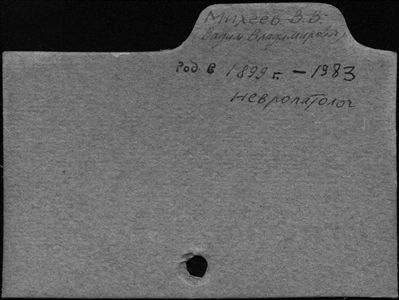 Михеев В.В.
(Вадим Владимирович)
Род в 1899 г. – 1983
невропатолог